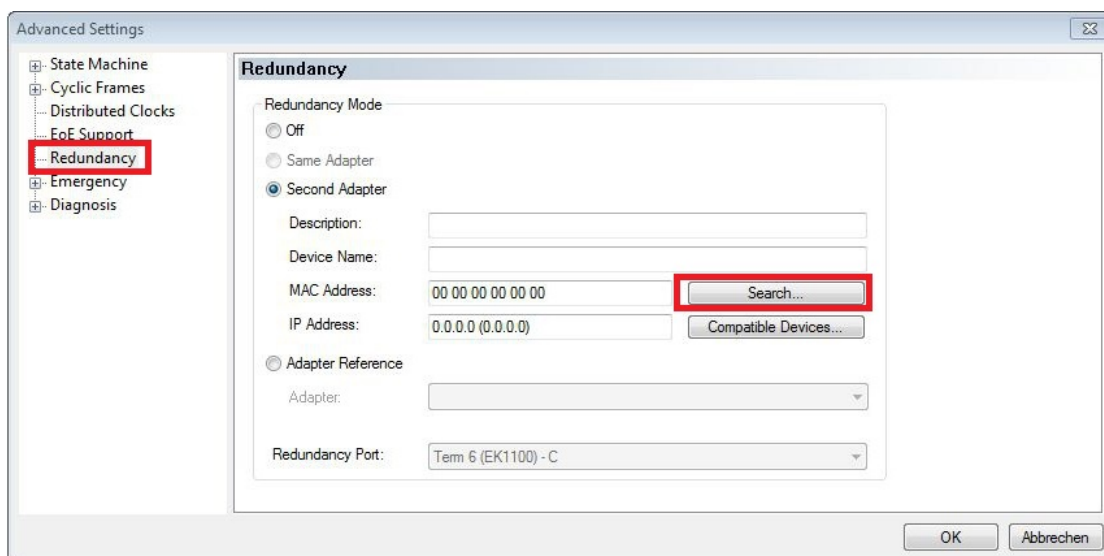 Advanced Settings
State Machine
Cyclic Frames
Distributed Clocks
EoE Support
Redundancy
Emergency
Diagnosis
Redundancy
Redundancy Mode
Off
Same Adapter
Second Adapter
Description:
Device Name:
MAC Address: 00 00 00 00 00 00 Search...
IP Address: 0.0.0.0 (0.0.0.0) Compatible Devices...
Adapter Reference
Adapter:
Redundancy Port: Term 6 (EK1100) - C
OK Abbrechen